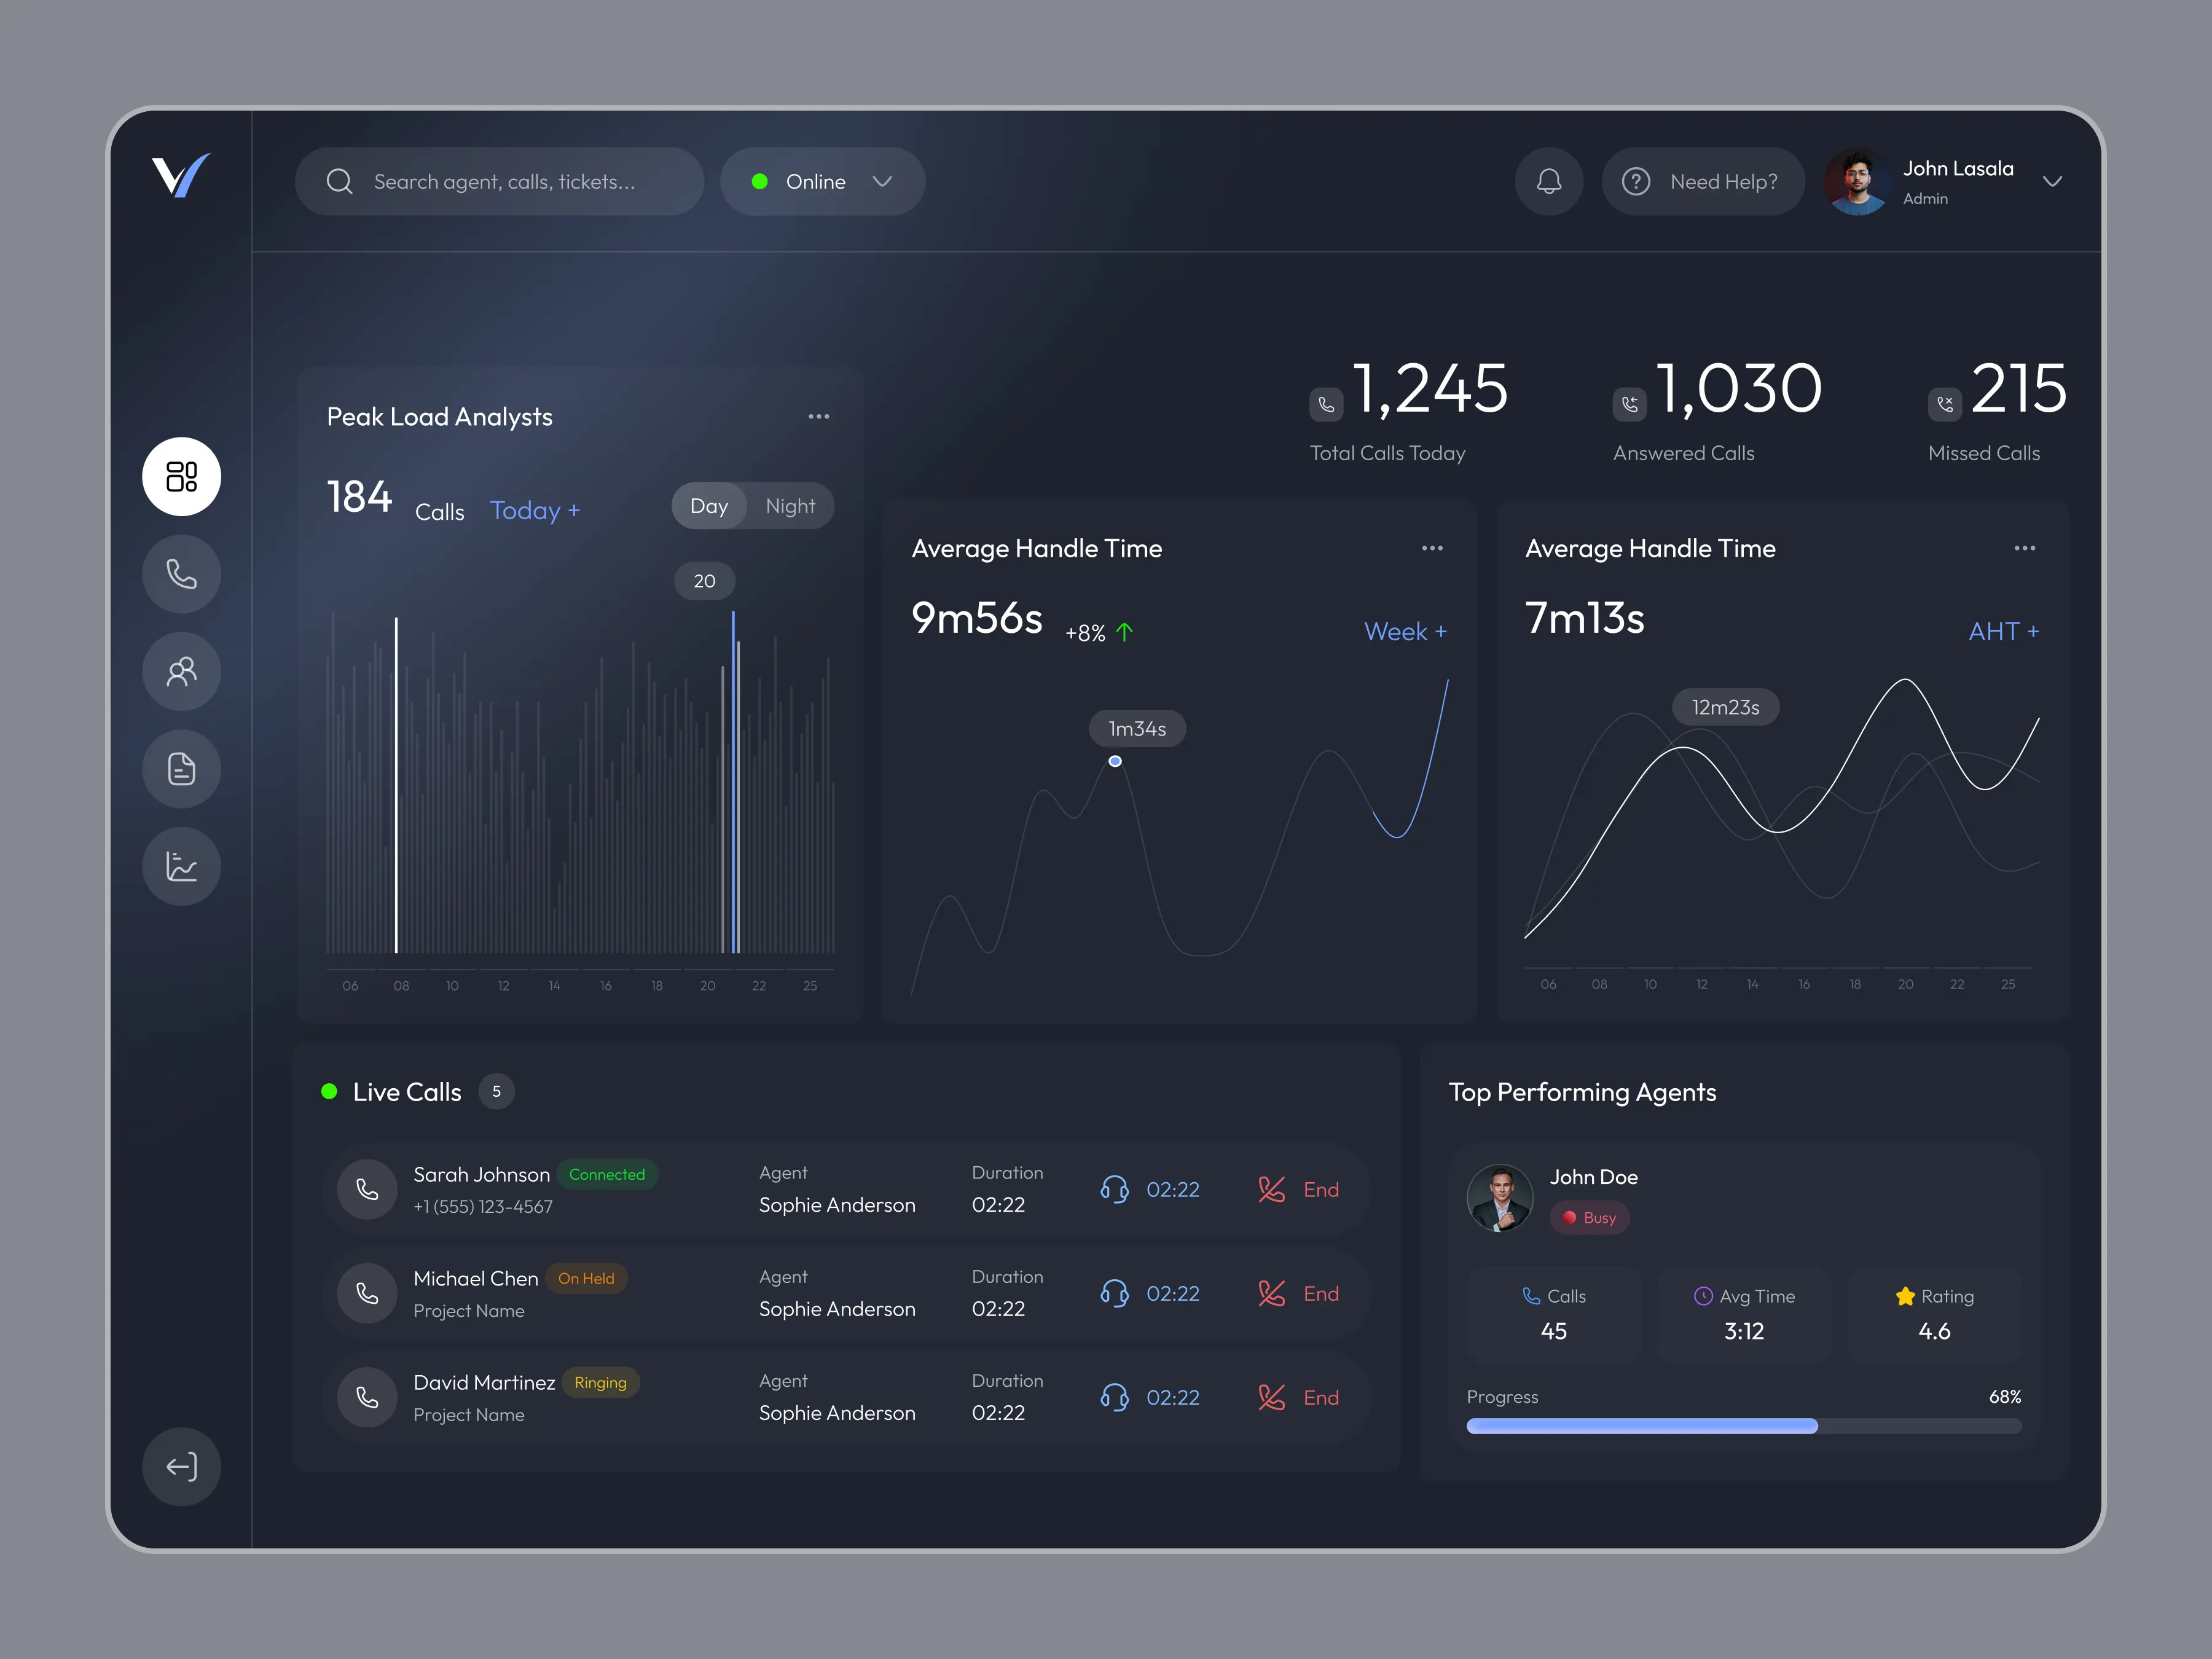 Search agent, calls, tickets...
Online
Need Help?
John Lasala
Admin
1,245
Total Calls Today
1,030
Answered Calls
215
Missed Calls
Peak Load Analysts
184 Calls Today +
Day Night
20
06 08 10 12 14 16 18 20 22 25
Average Handle Time
9m56s +8% Week +
1m34s
Average Handle Time
7m13s AHT +
12m23s
06 08 10 12 14 16 18 20 22 25
Live Calls 5
Sarah Johnson Connected
+1 (555) 123-4567
Agent
Sophie Anderson
Duration
02:22
02:22
End
Michael Chen On Held
Project Name
Agent
Sophie Anderson
Duration
02:22
02:22
End
David Martinez Ringing
Project Name
Agent
Sophie Anderson
Duration
02:22
02:22
End
Top Performing Agents
John Doe
Busy
Calls
45
Avg Time
3:12
Rating
4.6
Progress 68%